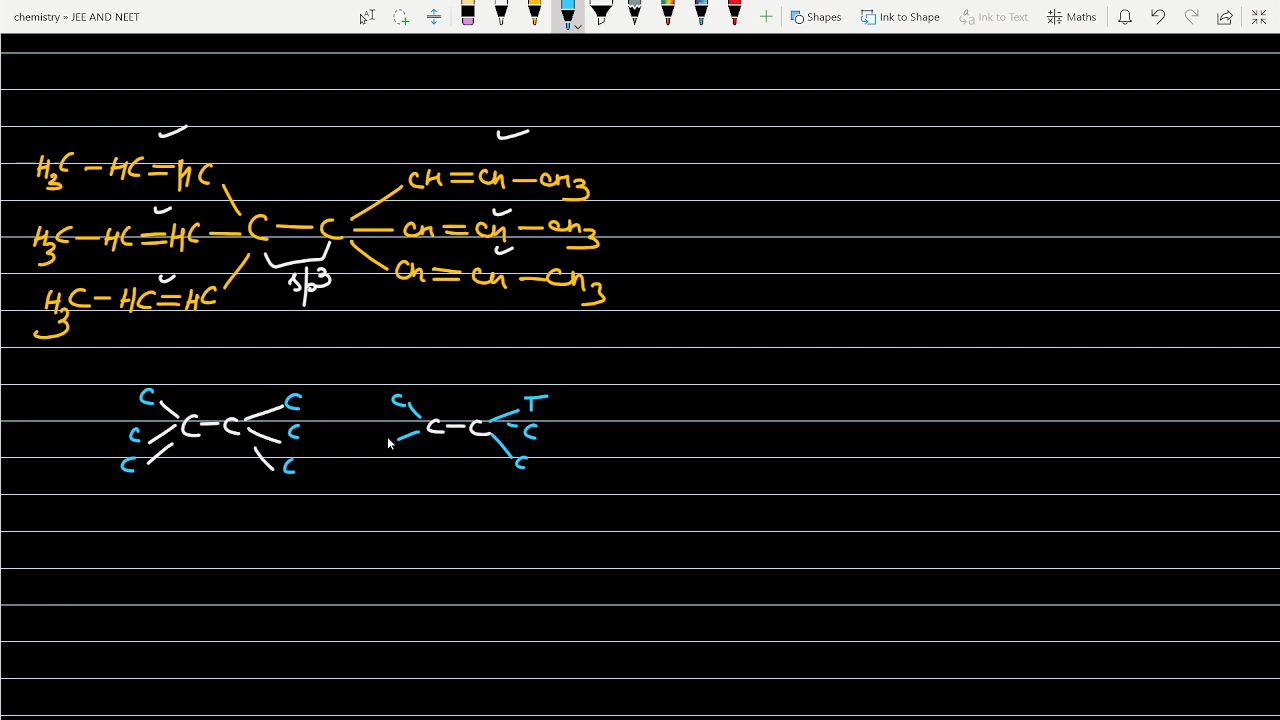 chemistry » JEE AND NEET Shapes Ink to Shape Ink to Text Maths
H3C - HC = HC CH = CH - CH3
H3C - HC = HC - C - C - CH = CH - CH3
H3C - HC = HC sp3 CH = CH - CH3
C C C T
C C - C C C - C C
C C C